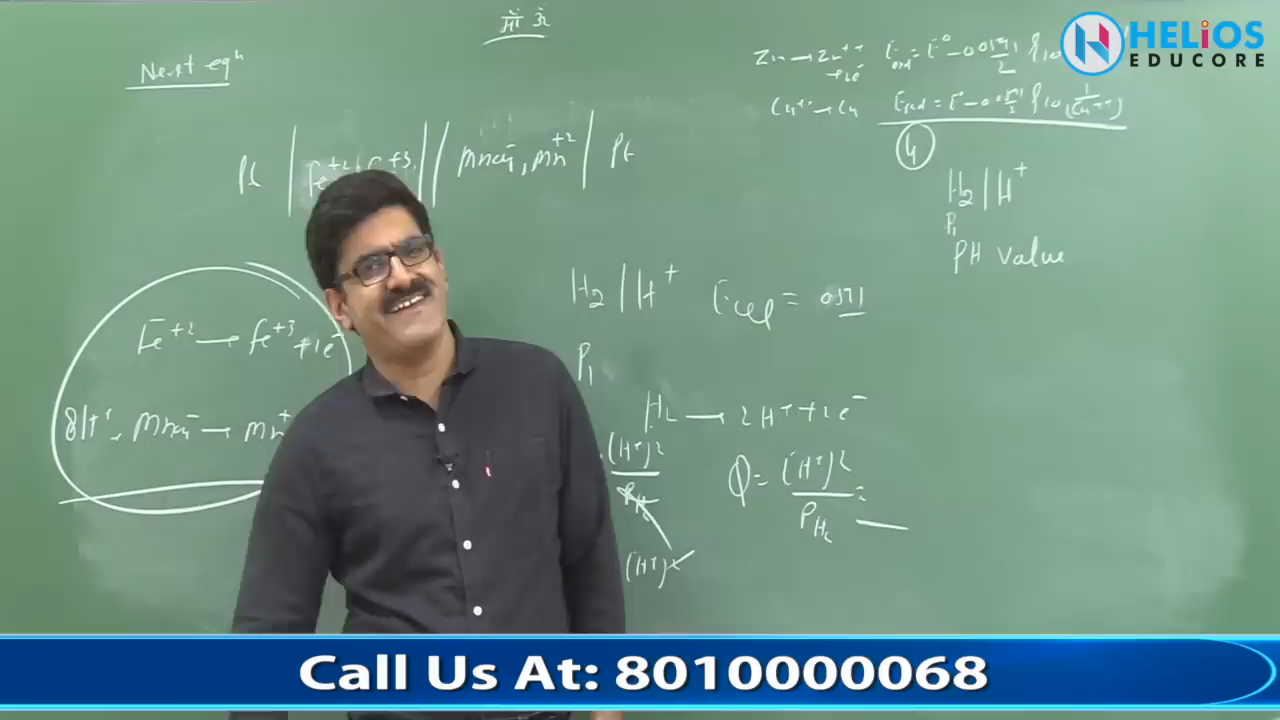 HELiOS
EDUCORE
Nernst eqn
Zn → Zn++
+2e-
Cu++ → Cu
4
Pt | Fe+2, +3 || MnO4-, Mn+2 | Pt
H2 | H+
P1
PH value
H2 | H+ Ecell = 0.591
P1
Fe+2 → Fe+3 + 1e-
8H+ + MnO4- → Mn+
H2 → 2H+ + 2e-
(H+)2
PH2
Q = (H+)2
PH2
(H+)2
Call Us At: 8010000068